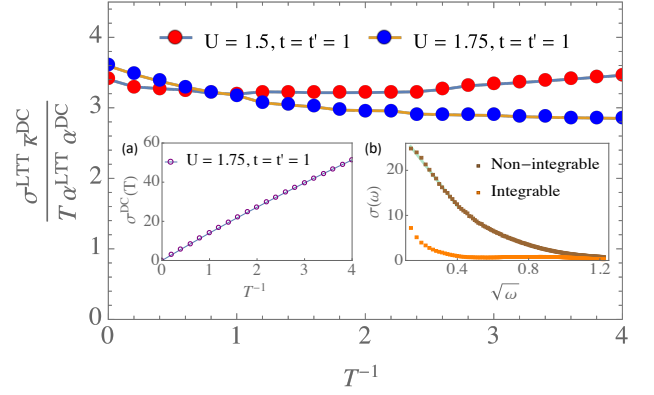 U = 1.5, t = t' = 1 U = 1.75, t = t' = 1
σ^LTT κ^DC
T α^LTT α^DC
4
3
2
1
0
0 1 2 3 4
T⁻¹
(a)
U = 1.75, t = t' = 1
σ^DC(T)
60
40
20
0
0 1 2 3 4
T⁻¹
(b)
Non-integrable
Integrable
σ(ω)
20
10
0
0.4 0.8 1.2
√ω